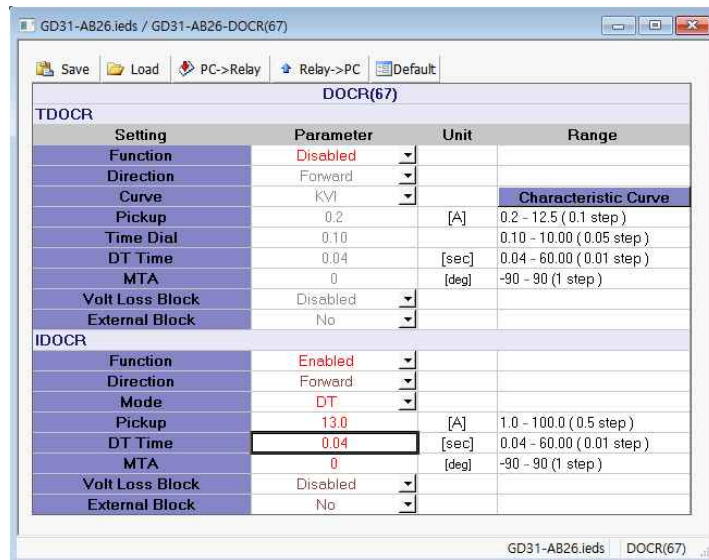 GD31-AB26.ieds / GD31-AB26-DOCR(67)
Save Load PC->Relay Relay->PC Default
DOCR(67)
TDOCR
Setting Parameter Unit Range
Function Disabled
Direction Forward
Curve KVI Characteristic Curve
Pickup 0.2 [A] 0.2 - 12.5 ( 0.1 step )
Time Dial 0.10 0.10 - 10.00 ( 0.05 step )
DT Time 0.04 [sec] 0.04 - 60.00 ( 0.01 step )
MTA 0 [deg] -90 - 90 (1 step )
Volt Loss Block Disabled
External Block No
IDOCR
Function Enabled
Direction Forward
Mode DT
Pickup 13.0 [A] 1.0 - 100.0 ( 0.5 step )
DT Time 0.04 [sec] 0.04 - 60.00 ( 0.01 step )
MTA 0 [deg] -90 - 90 (1 step )
Volt Loss Block Disabled
External Block No
GD31-AB26.ieds DOCR(67)